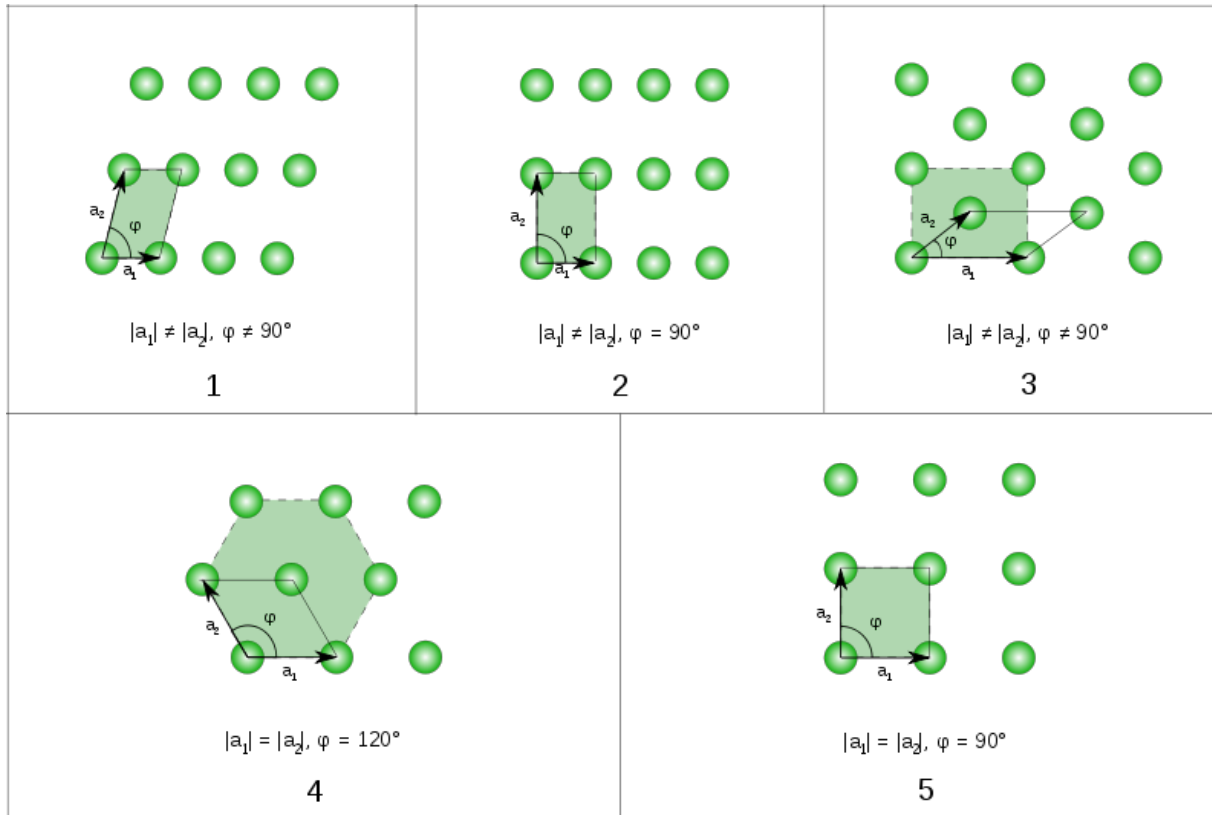 a₂
φ
a₁
|a₁| ≠ |a₂|, φ ≠ 90°
1
a₂
φ
a₁
|a₁| ≠ |a₂|, φ = 90°
2
a₂
φ
a₁
|a₁| ≠ |a₂|, φ ≠ 90°
3
a₂
φ
a₁
|a₁| = |a₂|, φ = 120°
4
a₂
φ
a₁
|a₁| = |a₂|, φ = 90°
5